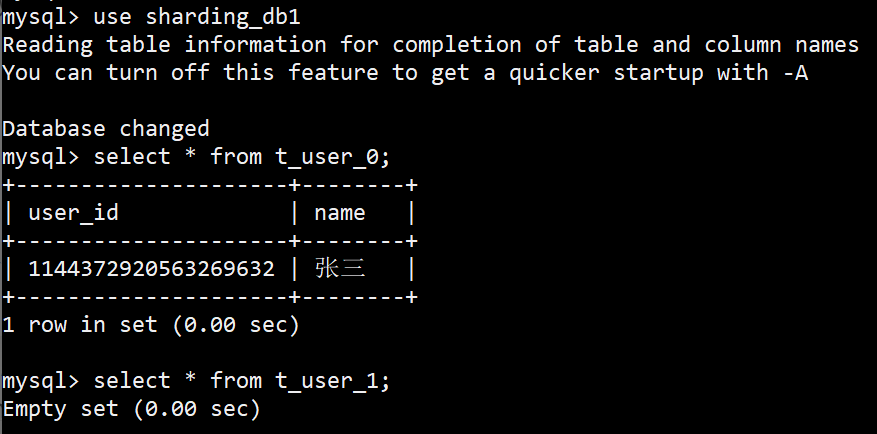 mysql> use sharding_db1
Reading table information for completion of table and column names
You can turn off this feature to get a quicker startup with -A
Database changed
mysql> select * from t_user_0;
+---------------------+--------+
| user_id             | name   |
+---------------------+--------+
| 1144372920563269632 | 张三   |
+---------------------+--------+
1 row in set (0.00 sec)
mysql> select * from t_user_1;
Empty set (0.00 sec)